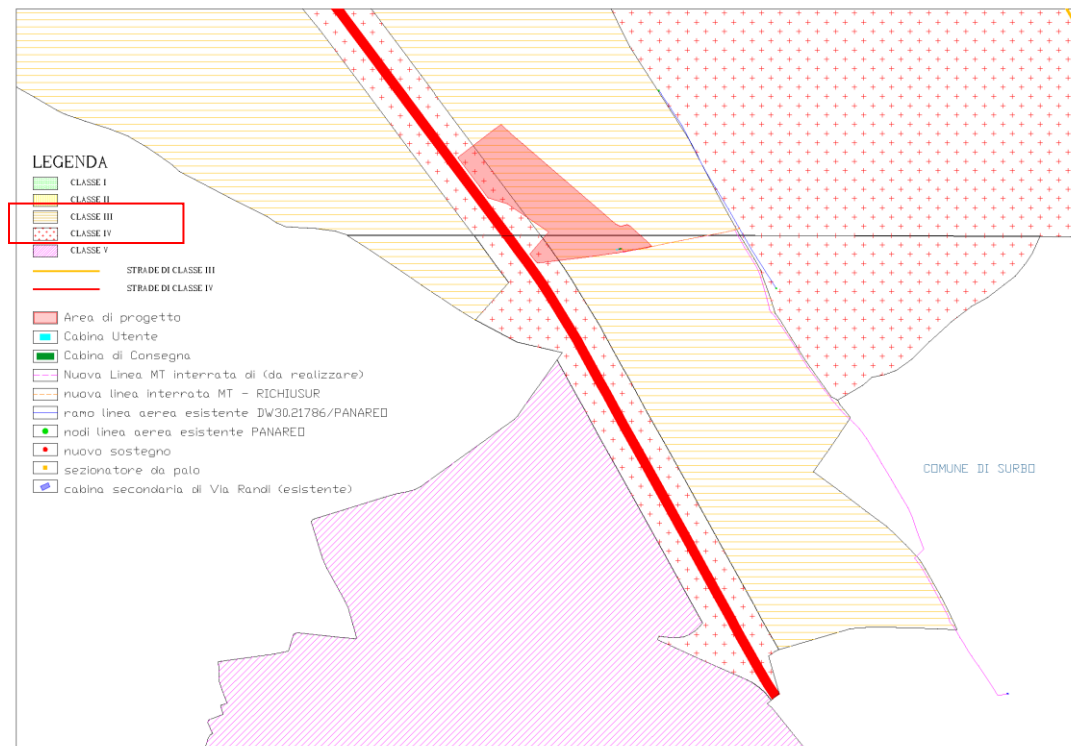 LEGENDA
CLASSE I
CLASSE II
CLASSE III
CLASSE IV
CLASSE V
STRADE DI CLASSE III
STRADE DI CLASSE IV
Area di progetto
Cabina Utente
Cabina di Consegna
Nuova Linea MT interrata di (da realizzare)
nuova linea interrata MT - RICHIUSUR
ramo linea aerea esistente DW30.21786/PANAREO
nodi linea aerea esistente PANAREO
nuovo sostegno
sezionatore da palo
cabina secondaria di Via Randi (esistente)
COMUNE DI SURBO